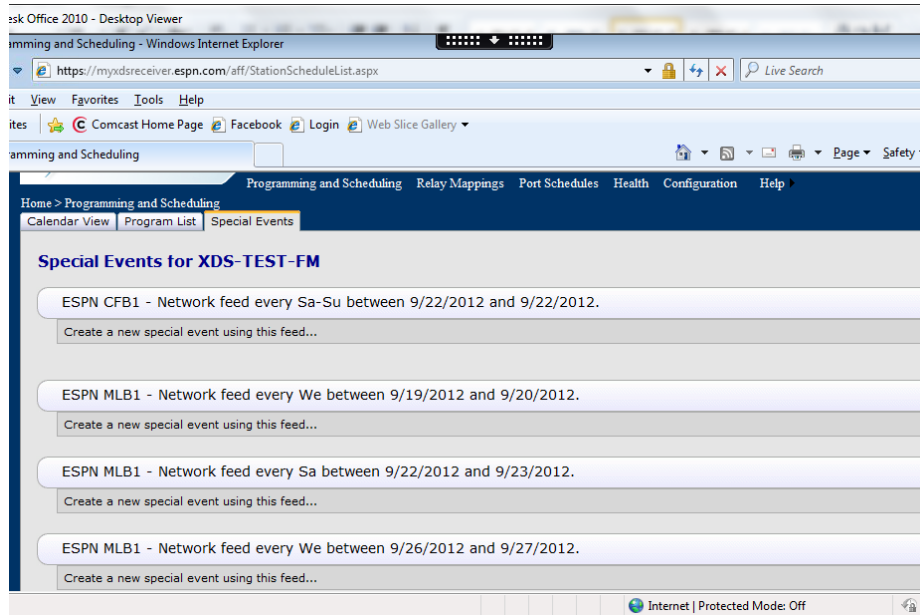 esk Office 2010 - Desktop Viewer
amming and Scheduling - Windows Internet Explorer
https://myxdsreceiver.espn.com/aff/StationScheduleList.aspx Live Search
it View Favorites Tools Help
ites Comcast Home Page Facebook Login Web Slice Gallery
ramming and Scheduling Page Safety
Programming and Scheduling Relay Mappings Port Schedules Health Configuration Help
Home > Programming and Scheduling
Calendar View Program List Special Events
Special Events for XDS-TEST-FM
ESPN CFB1 - Network feed every Sa-Su between 9/22/2012 and 9/22/2012.
Create a new special event using this feed...
ESPN MLB1 - Network feed every We between 9/19/2012 and 9/20/2012.
Create a new special event using this feed...
ESPN MLB1 - Network feed every Sa between 9/22/2012 and 9/23/2012.
Create a new special event using this feed...
ESPN MLB1 - Network feed every We between 9/26/2012 and 9/27/2012.
Create a new special event using this feed...
Internet | Protected Mode: Off